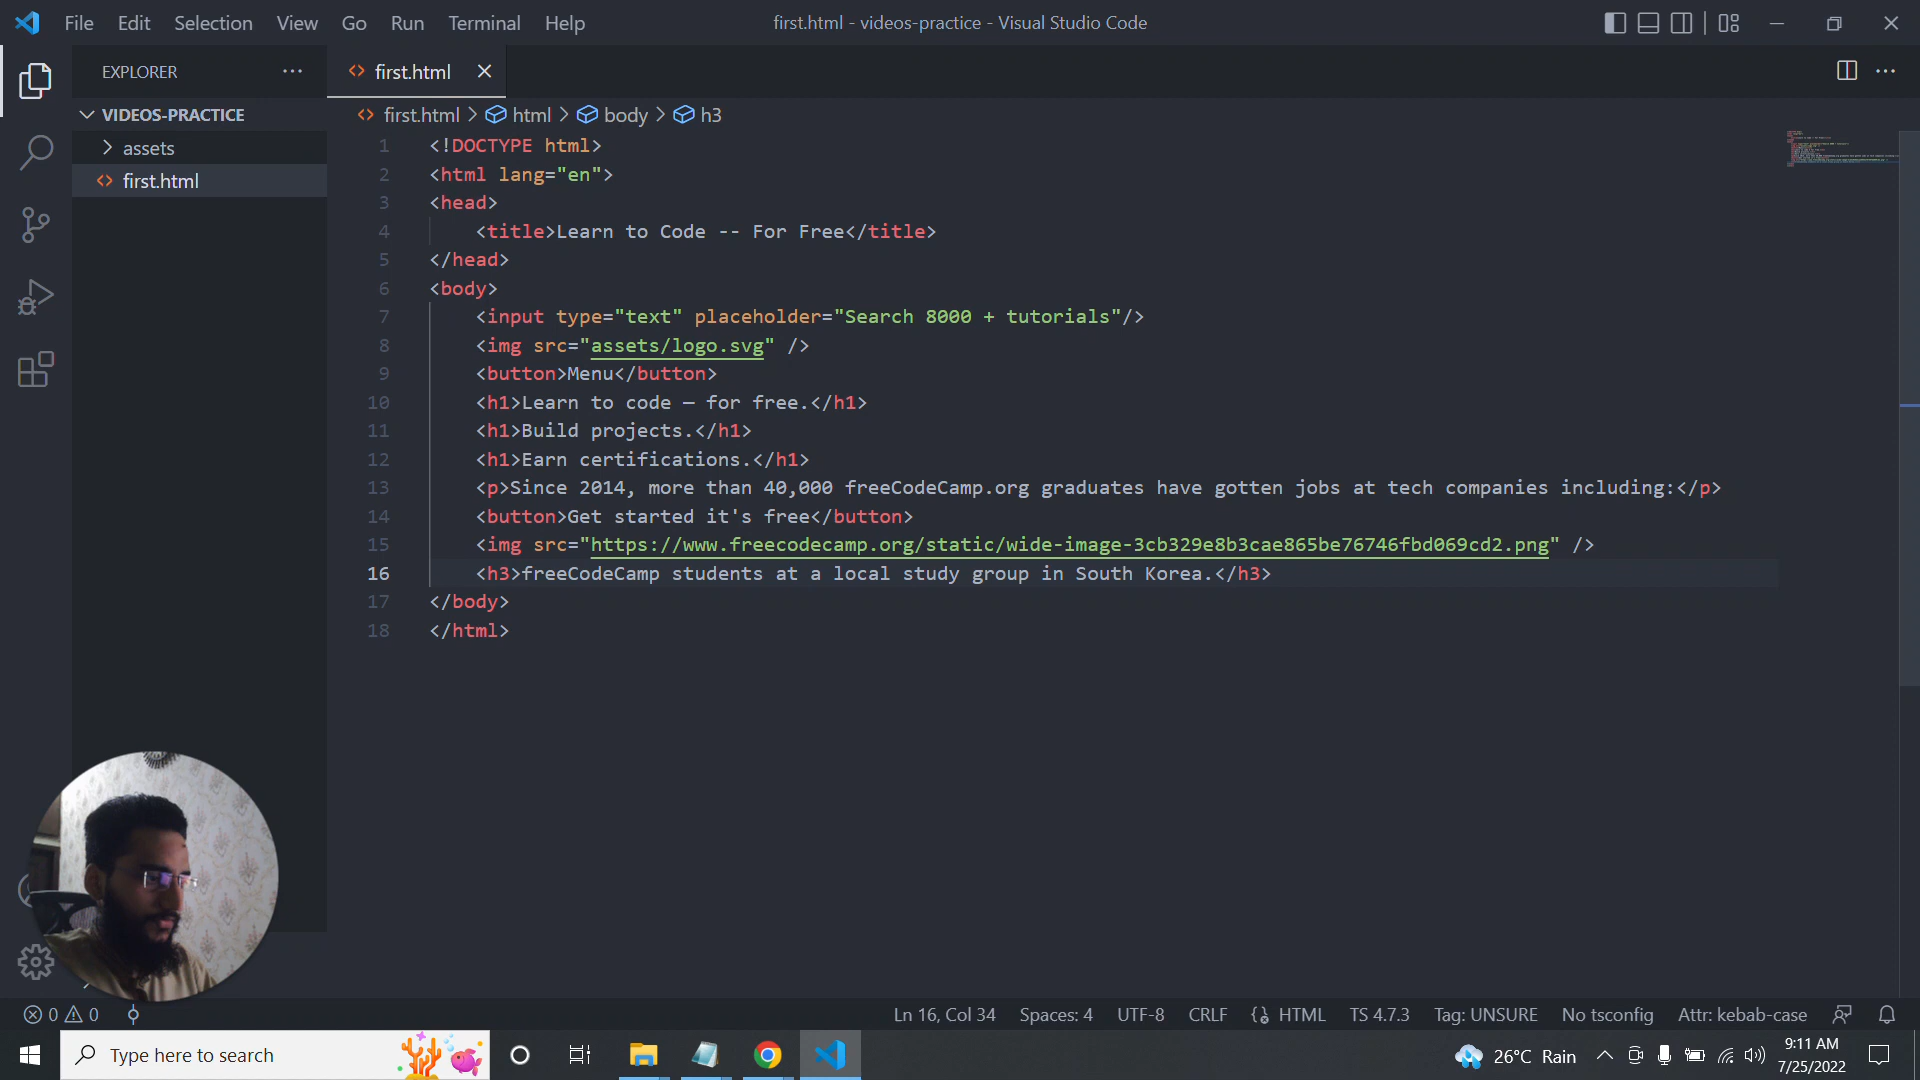 File Edit Selection View Go Run Terminal Help first.html - videos-practice - Visual Studio Code
EXPLORER
first.html
VIDEOS-PRACTICE
assets
first.html
first.html > html > body > h3
1 <!DOCTYPE html>
2 <html lang="en">
3 <head>
4 <title>Learn to Code -- For Free</title>
5 </head>
6 <body>
7 <input type="text" placeholder="Search 8000 + tutorials"/>
8 <img src="assets/logo.svg" />
9 <button>Menu</button>
10 <h1>Learn to code — for free.</h1>
11 <h1>Build projects.</h1>
12 <h1>Earn certifications.</h1>
13 <p>Since 2014, more than 40,000 freeCodeCamp.org graduates have gotten jobs at tech companies including:</p>
14 <button>Get started it's free</button>
15 <img src="https://www.freecodecamp.org/static/wide-image-3cb329e8b3cae865be76746fbd069cd2.png" />
16 <h3>freeCodeCamp students at a local study group in South Korea.</h3>
17 </body>
18 </html>
0 0 Ln 16, Col 34 Spaces: 4 UTF-8 CRLF HTML TS 4.7.3 Tag: UNSURE No tsconfig Attr: kebab-case
Type here to search
26°C Rain
9:11 AM
7/25/2022